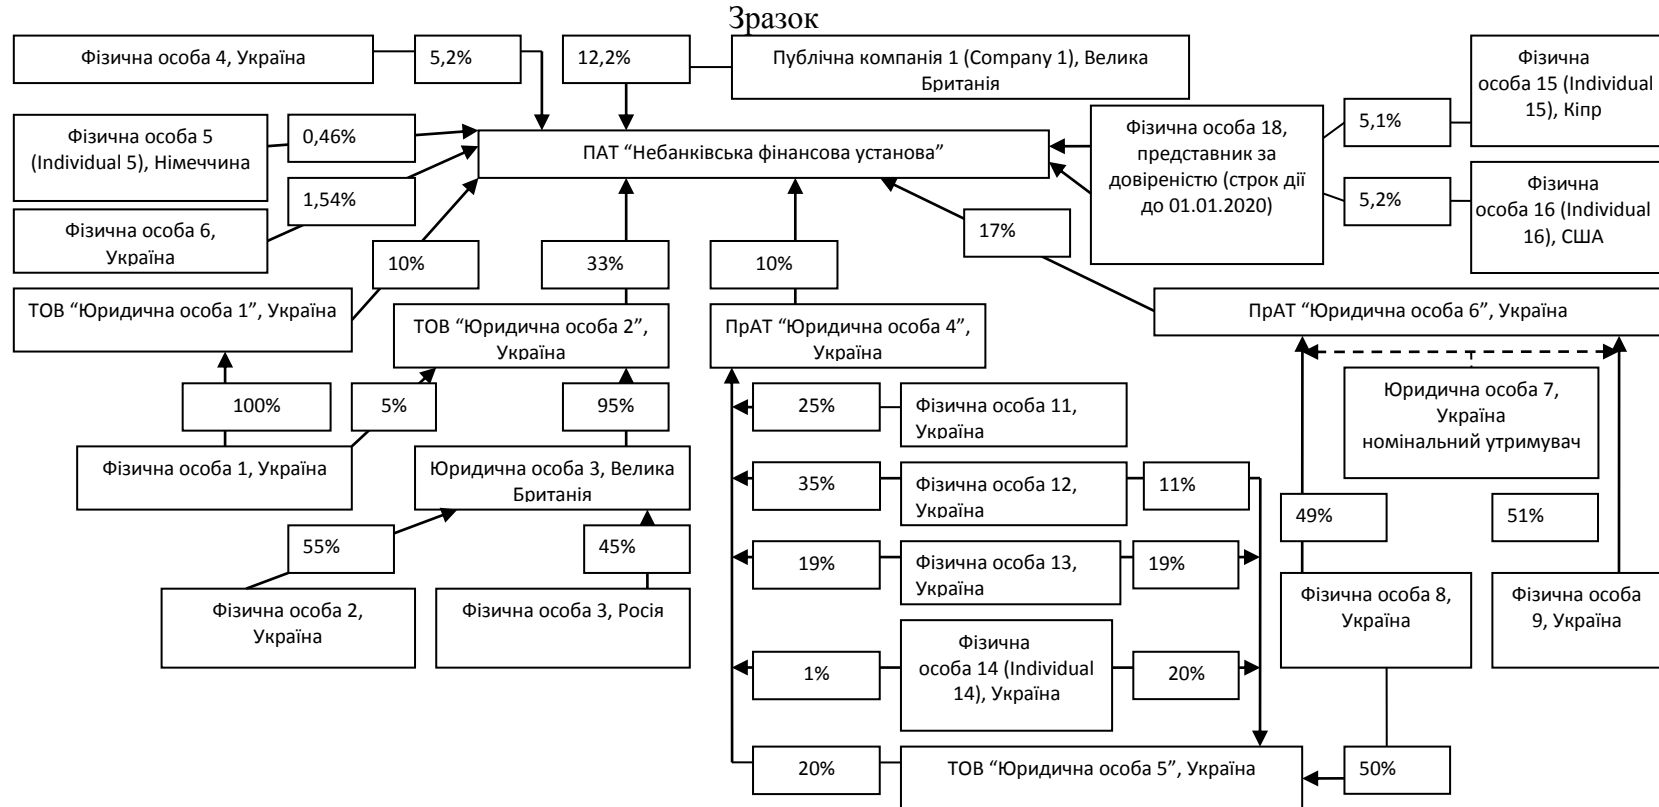 Зразок
Фізична особа 4, Україна
5,2%
12,2%
Публічна компанія 1 (Company 1), Велика
Британія
Фізична
особа 15 (Individual
15), Кіпр
5,1%
Фізична особа 5
(Individual 5), Німеччина
0,46%
ПАТ “Небанківська фінансова установа”
Фізична особа 18,
представник за
довіреністю (строк дії
до 01.01.2020)
Фізична
особа 16 (Individual
16), США
5,2%
1,54%
Фізична особа 6,
Україна
10%
33%
10%
17%
ТОВ “Юридична особа 1”, Україна
ТОВ “Юридична особа 2”,
Україна
ПрАТ “Юридична особа 4”,
Україна
ПрАТ “Юридична особа 6”, Україна
100%
5%
95%
25%
Фізична особа 11,
Україна
Юридична особа 7,
Україна
номінальний утримувач
Фізична особа 1, Україна
Юридична особа 3, Велика
Британія
35%
Фізична особа 12,
Україна
11%
49%
51%
55%
45%
19%
Фізична особа 13,
Україна
19%
Фізична особа 2,
Україна
Фізична особа 3, Росія
Фізична особа 8,
Україна
Фізична особа
9, Україна
1%
Фізична
особа 14 (Individual
14), Україна
20%
20%
ТОВ “Юридична особа 5”, Україна
50%